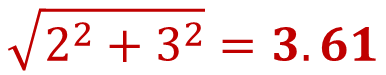 √(2² + 3²) = 3.61